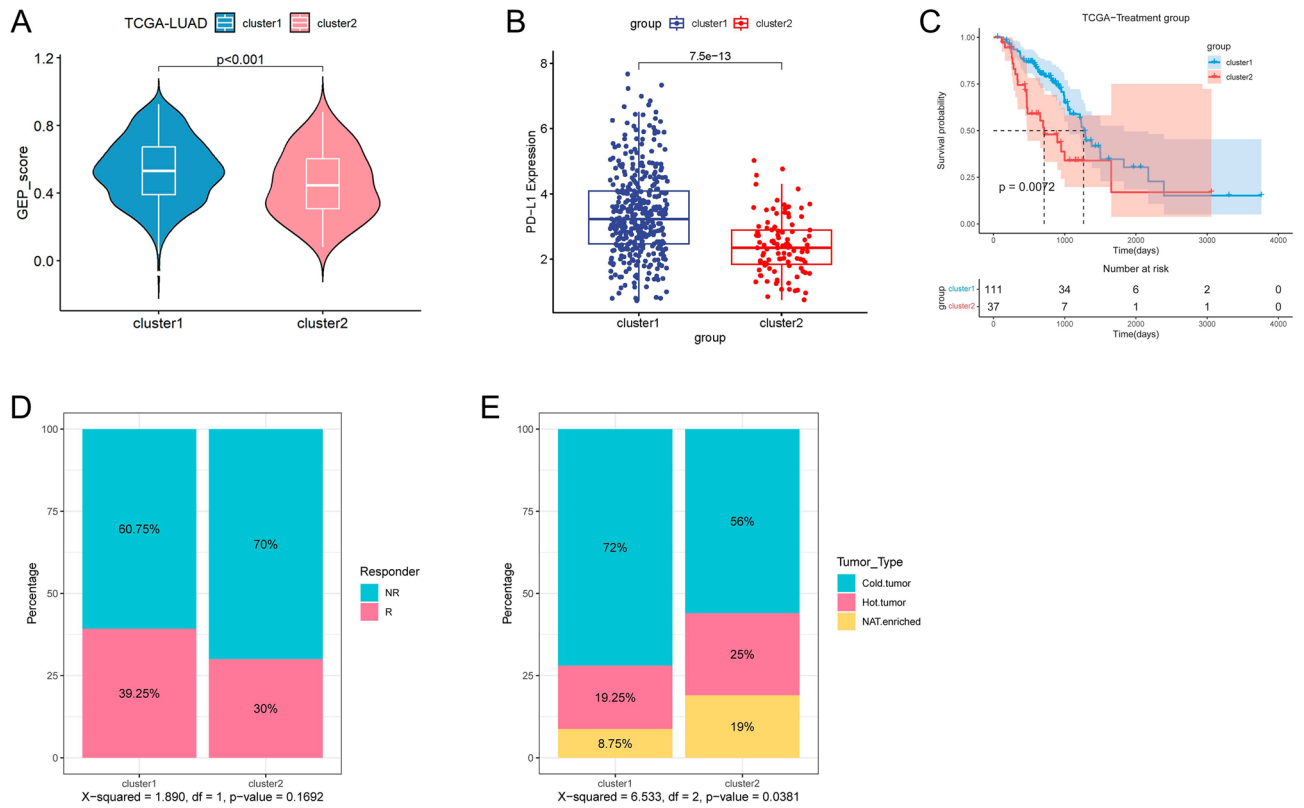 A
TCGA-LUAD cluster1 cluster2
p<0.001
1.2
0.8
0.4
0.0
GEP_score
cluster1 cluster2
B
group cluster1 cluster2
7.5e-13
8
6
4
2
PD-L1 Expression
cluster1 cluster2
group
C
TCGA-Treatment group
group
cluster1
cluster2
1.00
0.75
0.50
0.25
0.00
Survival probability
p = 0.0072
0 1000 2000 3000 4000
Time(days)
Number at risk
group
cluster1 111 34 6 2 0
cluster2 37 7 1 1 0
0 1000 2000 3000 4000
Time(days)
D
100
75
50
25
0
Percentage
60.75%
70%
39.25%
30%
Responder
NR
R
cluster1 cluster2
X-squared = 1.890, df = 1, p-value = 0.1692
E
100
75
50
25
0
Percentage
72%
56%
19.25%
25%
8.75%
19%
Tumor_Type
Cold.tumor
Hot.tumor
NAT.enriched
cluster1 cluster2
X-squared = 6.533, df = 2, p-value = 0.0381